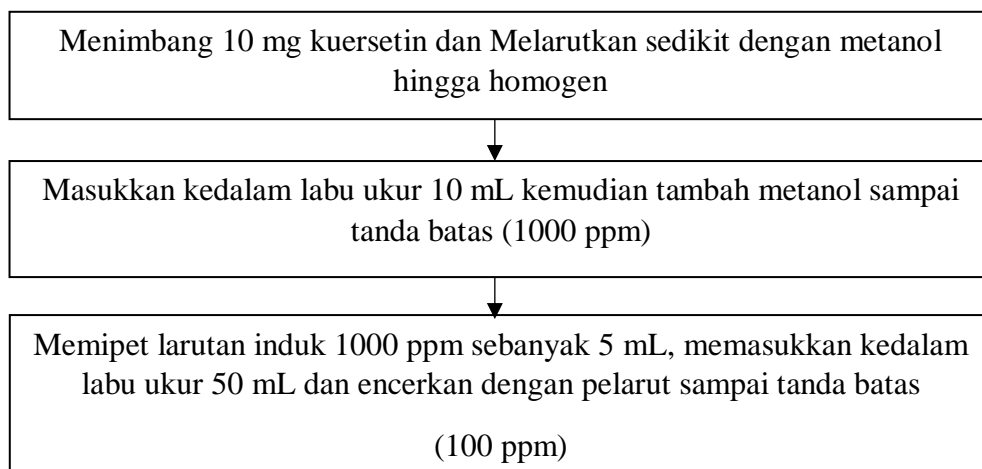 Menimbang 10 mg kuersetin dan Melarutkan sedikit dengan metanol
hingga homogen
Masukkan kedalam labu ukur 10 mL kemudian tambah metanol sampai
tanda batas (1000 ppm)
Memipet larutan induk 1000 ppm sebanyak 5 mL, memasukkan kedalam
labu ukur 50 mL dan encerkan dengan pelarut sampai tanda batas
(100 ppm)